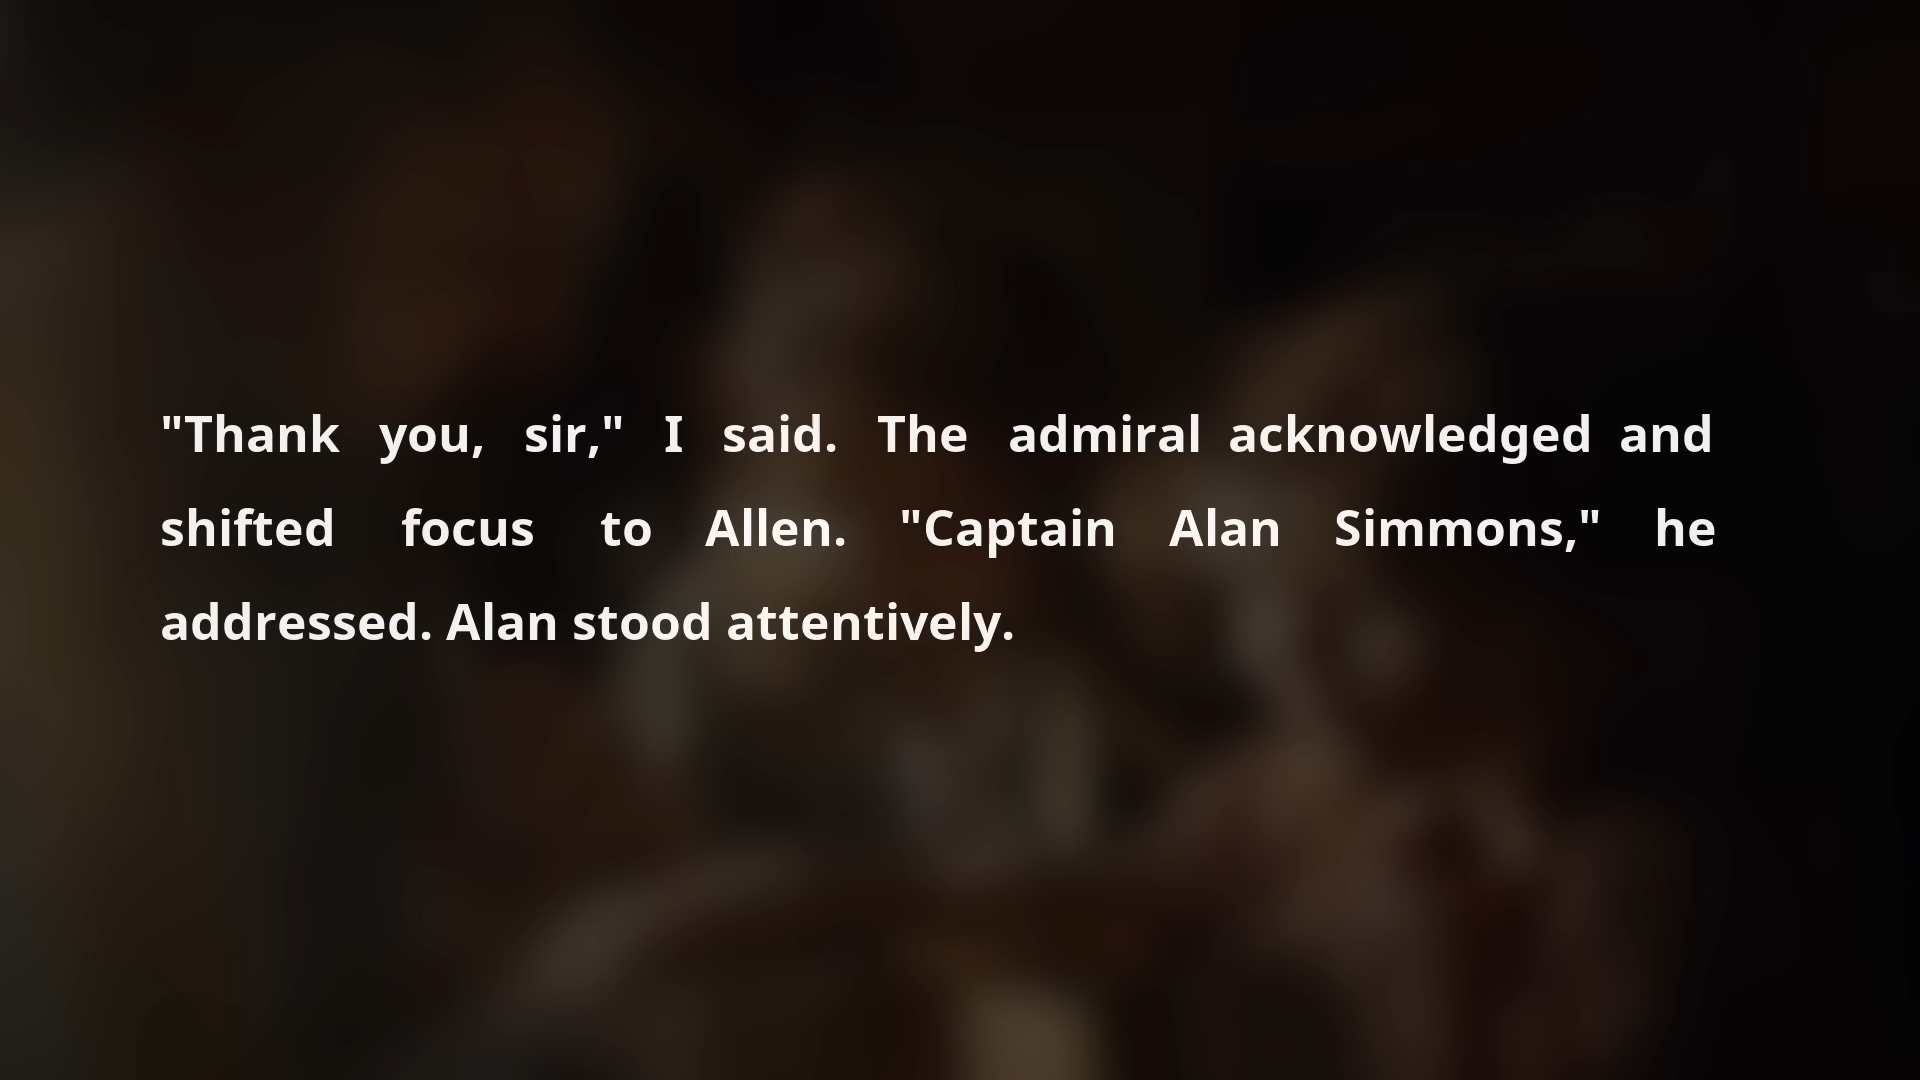 "Thank you, sir," I said. The admiral acknowledged and
shifted focus to Allen. "Captain Alan Simmons," he
addressed. Alan stood attentively.